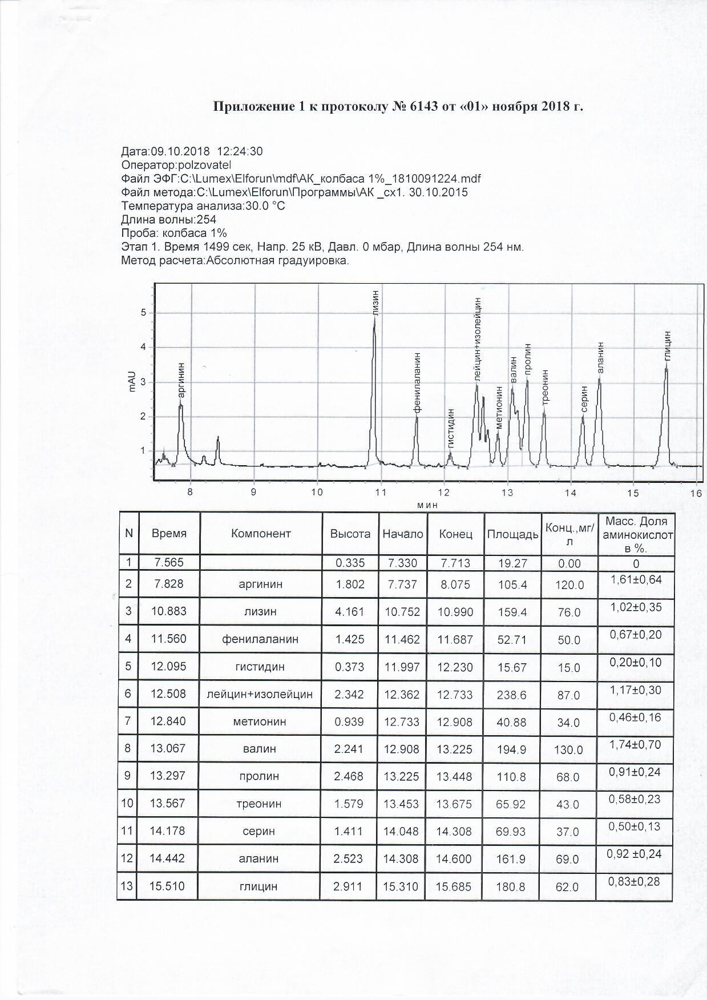 Приложение 1 к протоколу № 6143 от «01» ноября 2018 г.
Дата:09.10.2018 12:24:30
Оператор:polzovatel
Файл ЭФГ:C:\Lumex\Elforun\mdf\АК_колбаса 1%_1810091224.mdf
Файл метода:C:\Lumex\Elforun\Программы\АК _сх1. 30.10.2015
Температура анализа:30.0 °C
Длина волны:254
Проба: колбаса 1%
Этап 1. Время 1499 сек, Напр. 25 кВ, Давл. 0 мбар, Длина волны 254 нм.
Метод расчета:Абсолютная градуировка.
mAU
5
4
3
2
1
аргинин
лизин
фенилаланин
гистидин
лейцин+изолейцин
метионин
валин
пролин
треонин
серин
аланин
глицин
8 9 10 11 12 13 14 15 16
мин
N Время Компонент Высота Начало Конец Площадь Конц.,мг/л Масс. Доля аминокислот в %.
1 7.565 0.335 7.330 7.713 19.27 0.00 0
2 7.828 аргинин 1.802 7.737 8.075 105.4 120.0 1,61±0,64
3 10.883 лизин 4.161 10.752 10.990 159.4 76.0 1,02±0,35
4 11.560 фенилаланин 1.425 11.462 11.687 52.71 50.0 0,67±0,20
5 12.095 гистидин 0.373 11.997 12.230 15.67 15.0 0,20±0,10
6 12.508 лейцин+изолейцин 2.342 12.362 12.733 238.6 87.0 1,17±0,30
7 12.840 метионин 0.939 12.733 12.908 40.88 34.0 0,46±0,16
8 13.067 валин 2.241 12.908 13.225 194.9 130.0 1,74±0,70
9 13.297 пролин 2.468 13.225 13.448 110.8 68.0 0,91±0,24
10 13.567 треонин 1.579 13.453 13.675 65.92 43.0 0,58±0,23
11 14.178 серин 1.411 14.048 14.308 69.93 37.0 0,50±0,13
12 14.442 аланин 2.523 14.308 14.600 161.9 69.0 0,92 ±0,24
13 15.510 глицин 2.911 15.310 15.685 180.8 62.0 0,83±0,28